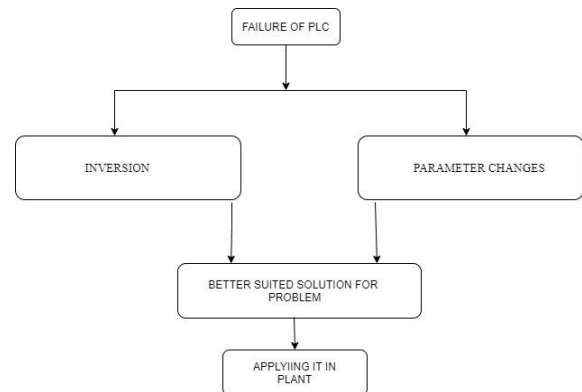 FAILURE OF PLC
INVERSION
PARAMETER CHANGES
BETTER SUITED SOLUTION FOR
PROBLEM
APPLYIING IT IN
PLANT